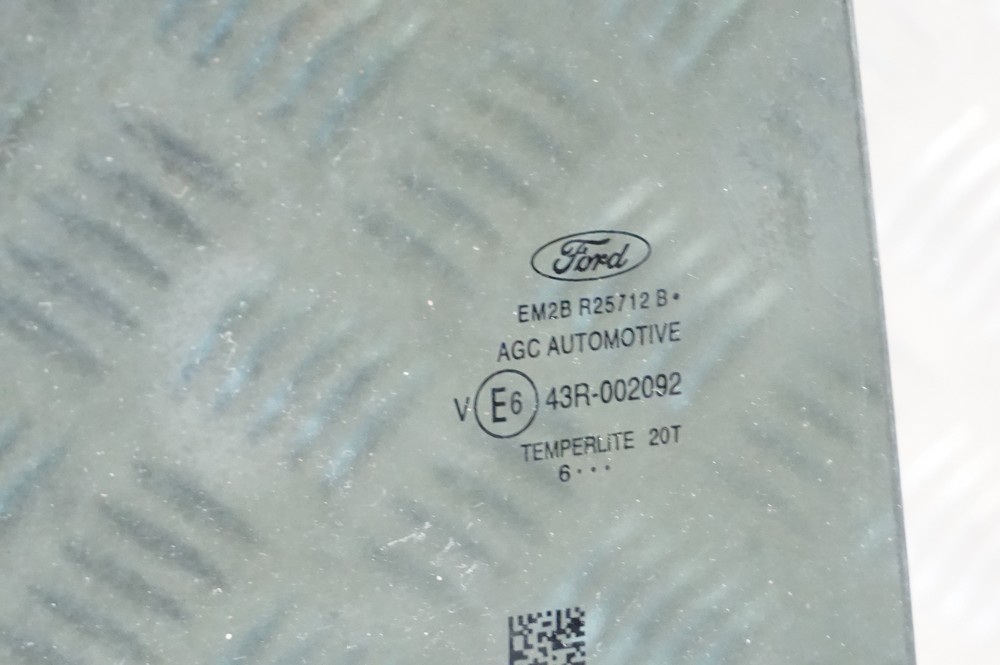 Ford
EM2B R25712 B•
AGC AUTOMOTIVE
V E6 43R-002092
TEMPERLITE 20T
6···